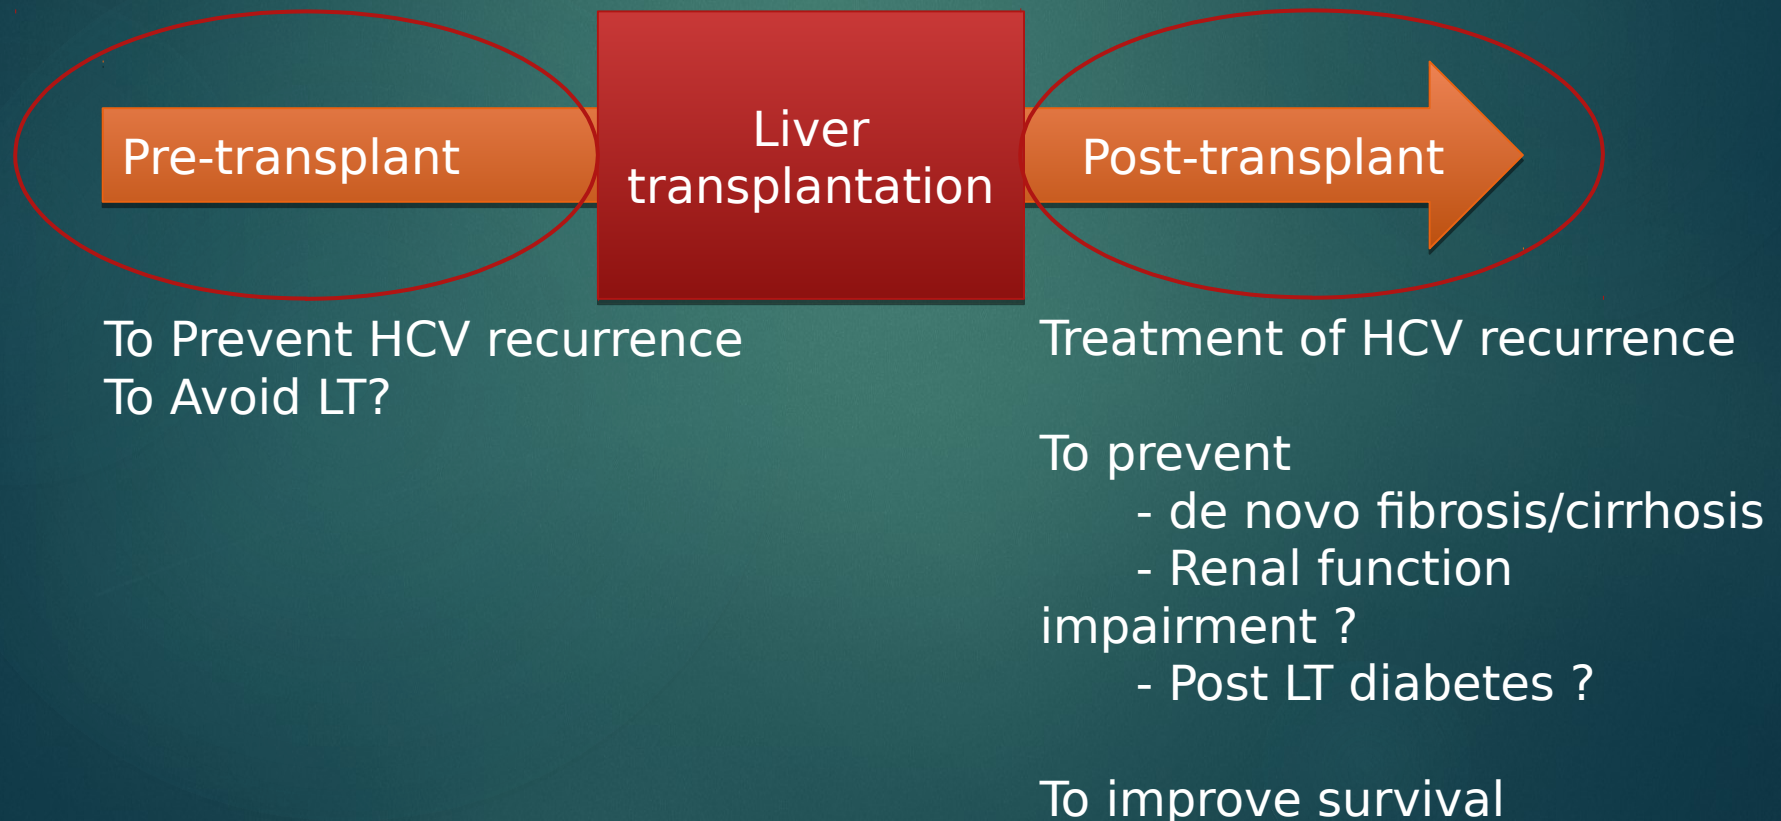 Pre-transplant
Liver
transplantation
Post-transplant
To Prevent HCV recurrence
To Avoid LT?
Treatment of HCV recurrence
To prevent
- de novo fibrosis/cirrhosis
- Renal function
impairment ?
- Post LT diabetes ?
To improve survival